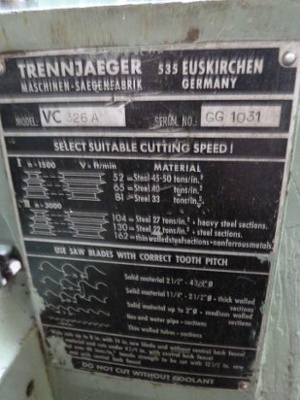 TRENNJAEGER 535 EUSKIRCHEN
MASCHINEN-SAEGENFABRIK GERMANY
MODEL: VC 326 A SERIAL NO.: GG 1031
SELECT SUITABLE CUTTING SPEED!
I n=1500 V=ft/min MATERIAL
52 = Steel 45-50 tons/in.²
65 = Steel 40 tons/in.²
81 = Steel 33 tons/in.²
II n=3000
104 = Steel 27 tons/in.² - heavy steel sections.
130 = Steel 22 tons/in.² - steel sections.
162 = thin walled steel sections-nonferrous metals.
USE SAW BLADES WITH CORRECT TOOTH PITCH
Solid material 2 1/2" - 4 3/4" Ø
Solid material 1 1/4" - 2 1/2" Ø - thick walled sections
Solid material up to 2" Ø - medium walled sections
Gas and water pipe - sections
Thin walled tubes - sections
DO NOT CUT WITHOUT COOLANT